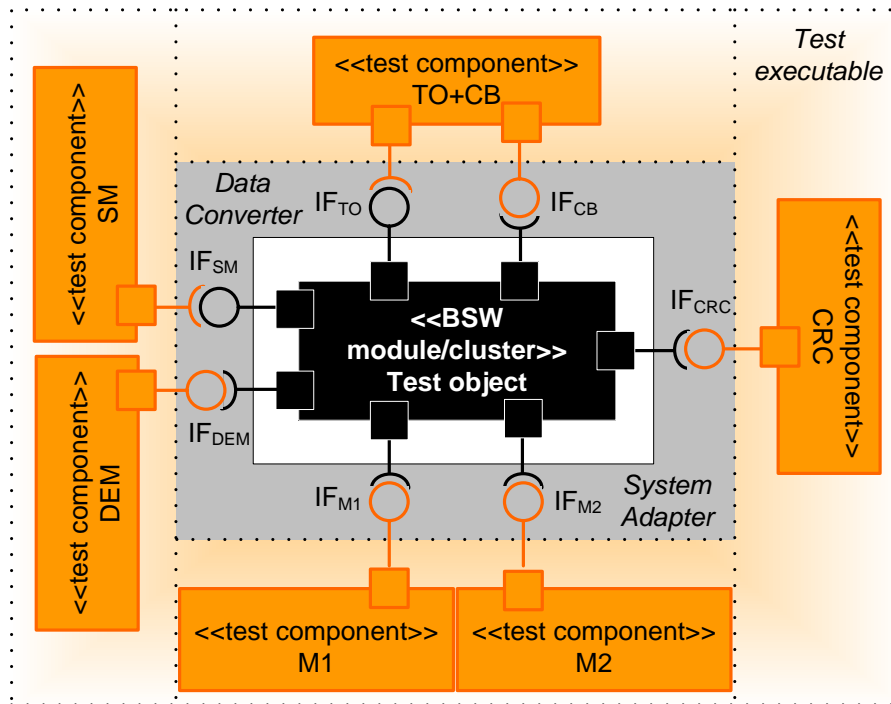 <<test component>>
TO+CB
Test
executable
<<test component>>
SM
Data
Converter
IFTO
IFCB
IFSM
<<BSW
module/cluster>>
Test object
IFCRC
<<test component>>
CRC
<<test component>>
DEM
IFDEM
IFM1
IFM2
System
Adapter
<<test component>>
M1
<<test component>>
M2